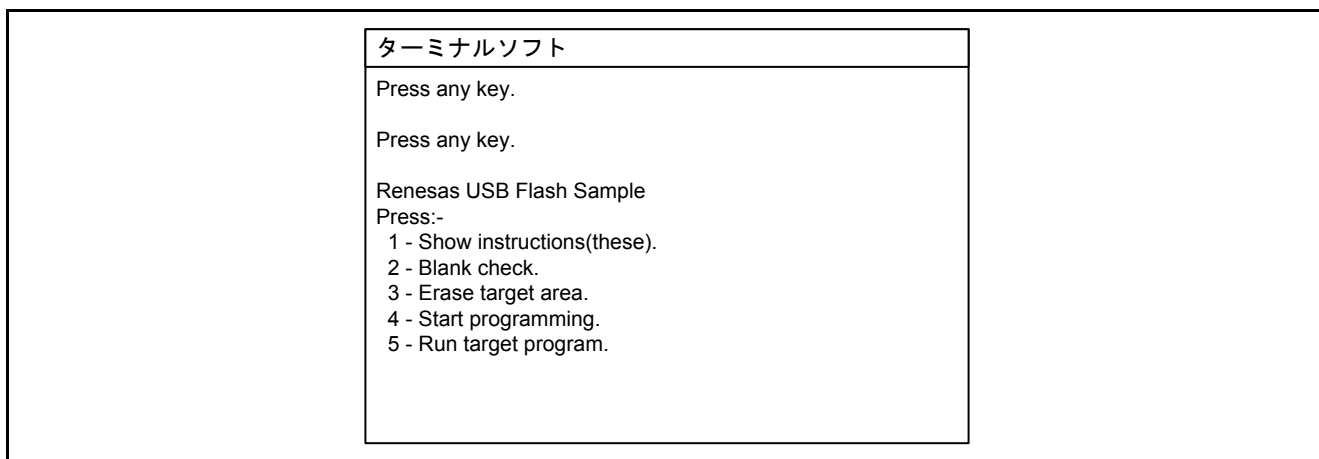 ターミナルソフト
Press any key.
Press any key.
Renesas USB Flash Sample
Press:-
1 - Show instructions(these).
2 - Blank check.
3 - Erase target area.
4 - Start programming.
5 - Run target program.